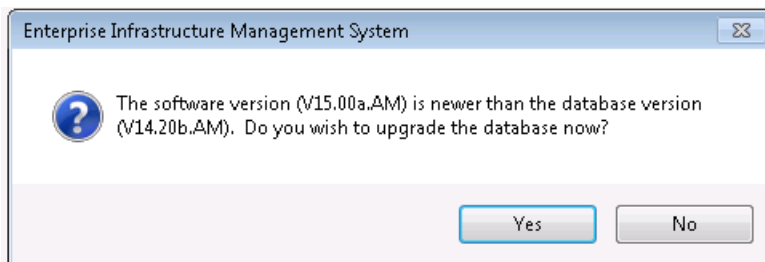 Enterprise Infrastructure Management System
The software version (V15.00a.AM) is newer than the database version
(V14.20b.AM).  Do you wish to upgrade the database now?
Yes
No